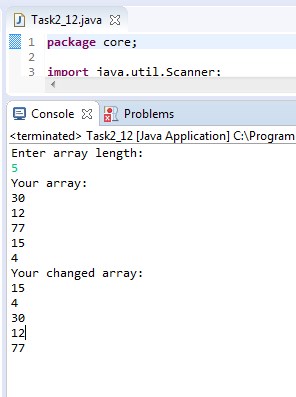 Task2_12.java
1 package core;
2
3 import java.util.Scanner;
Console Problems
<terminated> Task2_12 [Java Application] C:\Program
Enter array length:
5
Your array:
30
12
77
15
4
Your changed array:
15
4
30
12
77